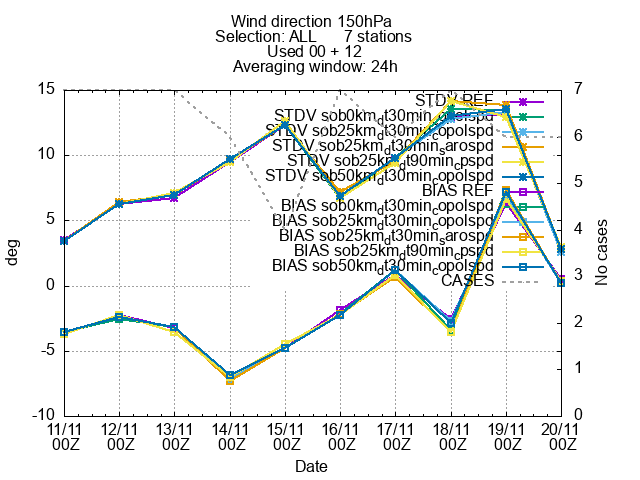 Wind direction 150hPa
Selection: ALL 7 stations
Used 00 + 12
Averaging window: 24h
15
10
5
0
-5
-10
deg
7
6
5
4
3
2
1
0
No cases
STDV REF
STDV sob0km_dt30min_copolspd
STDV sob25km_dt30min_copolspd
STDV sob25km_dt30min_sarospd
STDV sob25km_dt90min_cpspd
STDV sob50km_dt30min_copolspd
BIAS REF
BIAS sob0km_dt30min_copolspd
BIAS sob25km_dt30min_copolspd
BIAS sob25km_dt30min_sarospd
BIAS sob25km_dt90min_cpspd
BIAS sob50km_dt30min_copolspd
CASES
11/11 12/11 13/11 14/11 15/11 16/11 17/11 18/11 19/11 20/11
00Z 00Z 00Z 00Z 00Z 00Z 00Z 00Z 00Z 00Z
Date